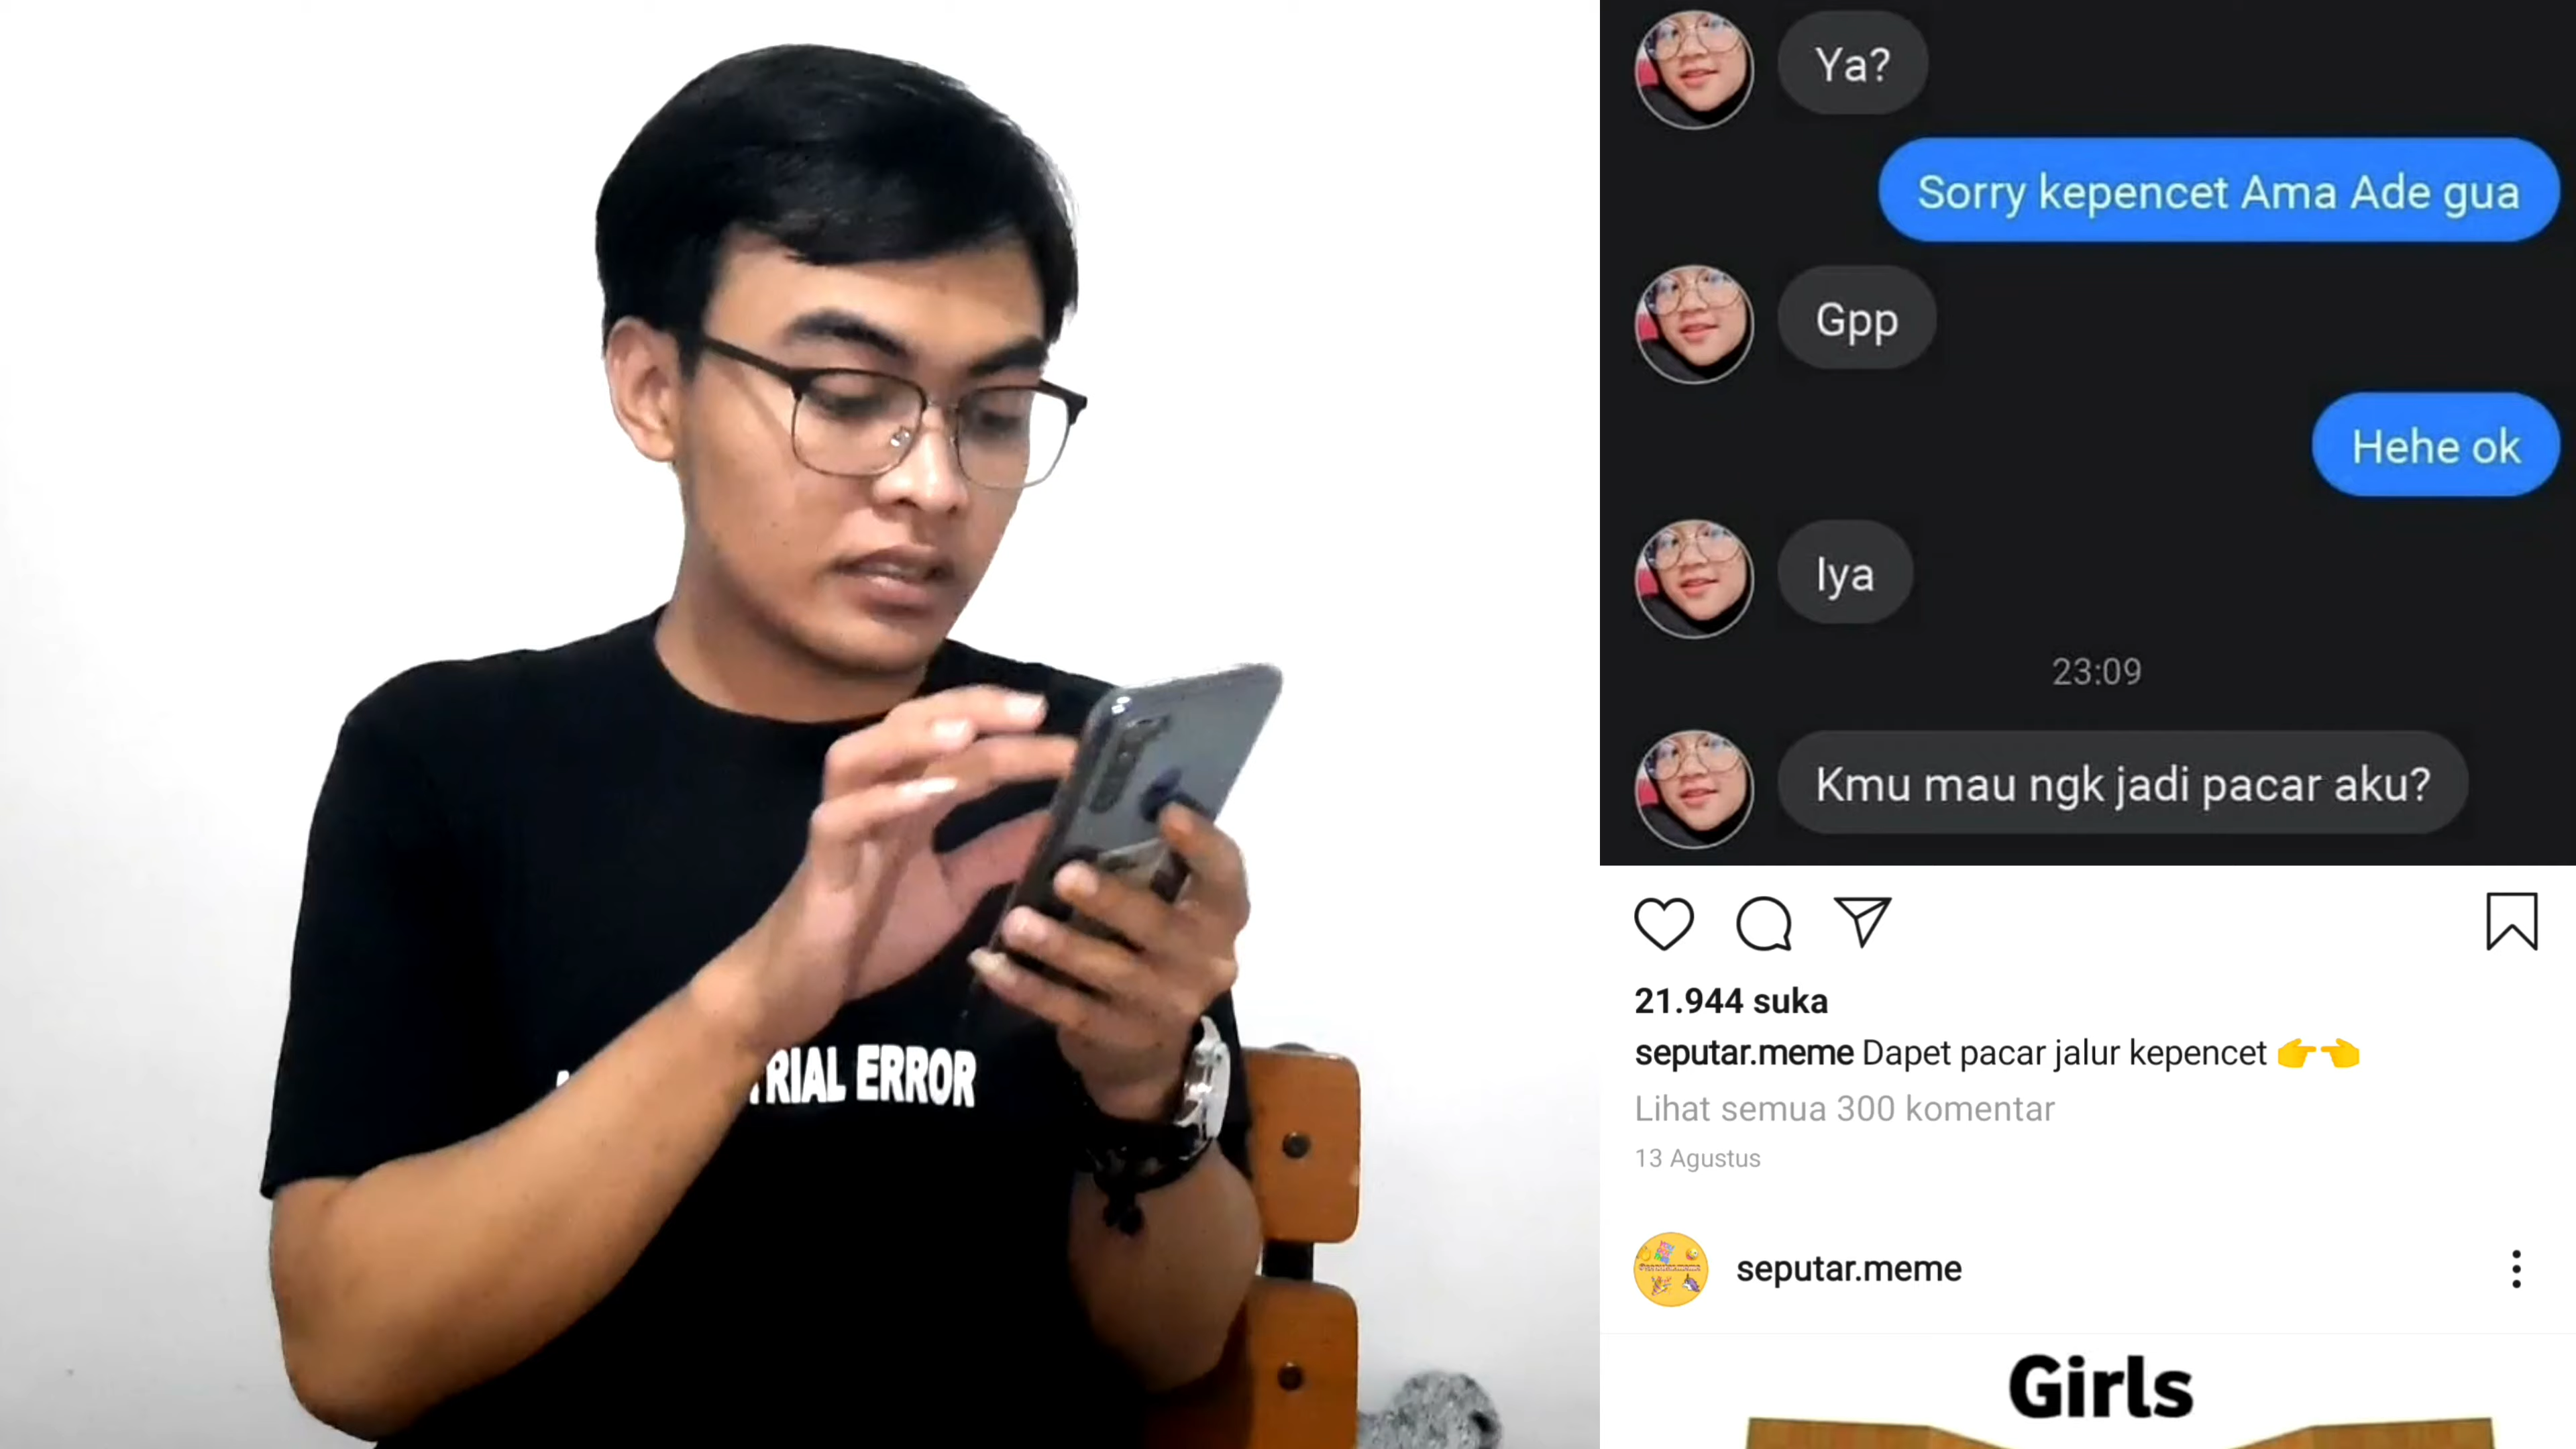 Ya?
Sorry kepencet Ama Ade gua
Gpp
Hehe ok
Iya
23:09
Kmu mau ngk jadi pacar aku?
21.944 suka
seputar.meme Dapet pacar jalur kepencet 👉👈
Lihat semua 300 komentar
13 Agustus
seputar.meme
Girls
ERROR